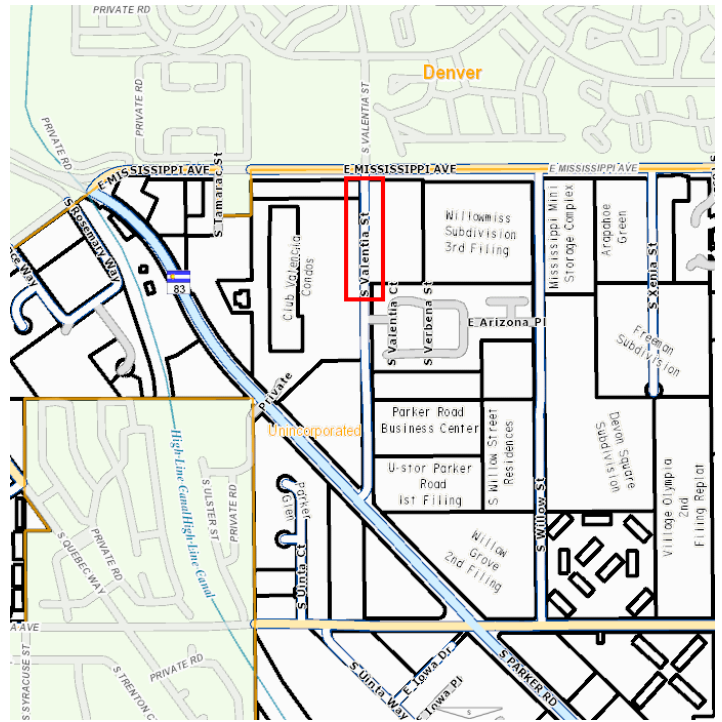 PRIVATE RD
Denver
PRIVATE RD
S VALENTIA ST
PRIVATE RD
E MISSISSIPPI AVE
E MISSISSIPPI AVE
E MISSISSIPPI AVE
S Tamarac St
S Rosemary Way
Willowmiss
Subdivision
3rd Filing
Mississippi Mini
Storage Complex
Arapahoe
Green
S Valentia St
Club Valencia
Condos
S Xenia St
83
S Valentia Ct
S Verbena St
E Arizona Pl
Freeman
Subdivision
Private
Unincorporated
Parker Road
Business Center
S Willow Street
Residences
Devon Square
Subdivision
High-Line Canal
High-Line Canal
S ULSTER ST
PRIVATE RD
U-stor Parker
Road
1st Filing
Village Olympia
2nd
Filing Replat
Parker
Glen
S QUEBEC WAY
PRIVATE RD
S Uinta Ct
Willow
Grove
2nd Filing
S Willow St
A AVE
S SYRACUSE ST
PRIVATE RD
S TRENTON C
S Uinta Way
E Iowa Dr
E Iowa Pl
S PARKER RD
S